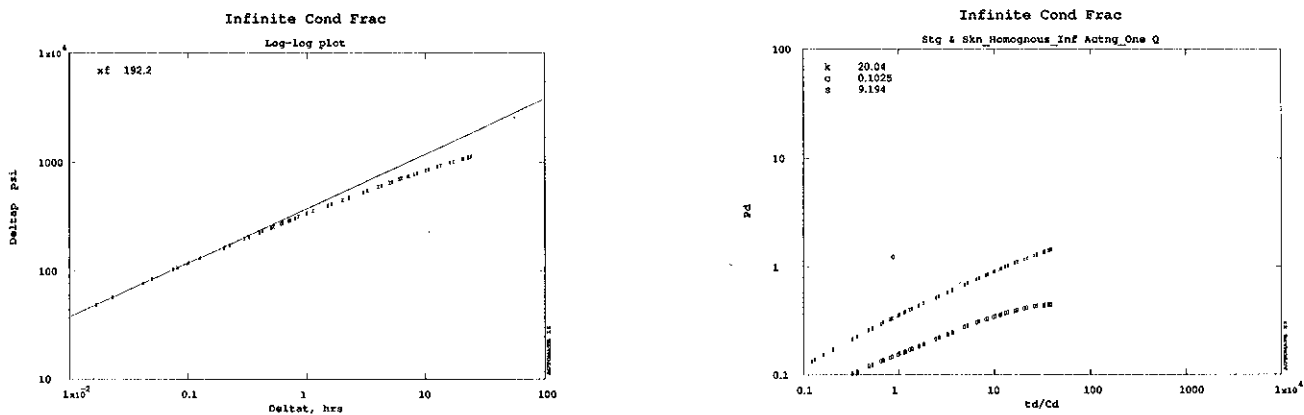 Infinite Cond Frac
Log-log plot
1x10⁴
xf 192.2
1000
100
10
Deltap psi
1x10⁻²
0.1
1
10
100
Deltat, hrs
Infinite Cond Frac
Stg & Skn_Homognous_Inf Actng_One Q
100
k 20.04
c 0.1025
s 9.194
10
1
0.1
Pd
0.1
1
10
100
1000
1x10⁴
td/Cd